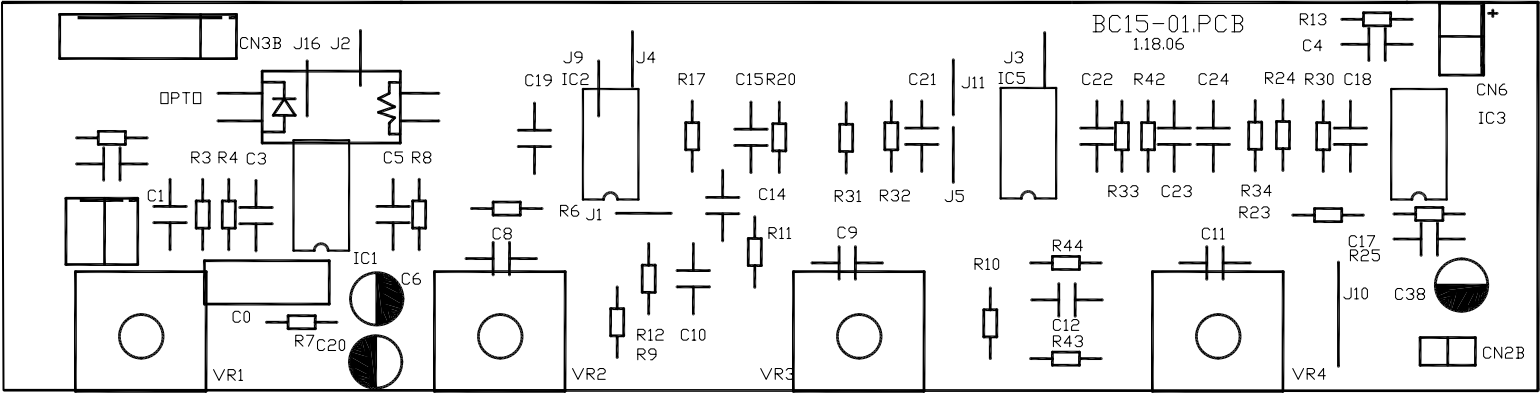 BC15-01.PCB
1.18.06
R13
C4
+
CN3B
J16
J2
J9
IC2
J4
J3
IC5
C19
R17
C15
R20
C21
J11
C22
R42
C24
R24
R30
C18
CN6
IC3
OPTO
R3
R4
C3
C5
R8
C1
R6
J1
C14
R31
R32
J5
R33
C23
R34
R23
C8
R11
C9
R44
C11
C17
R25
IC1
C6
R10
J10
C38
C0
R7
C20
R12
R9
C10
C12
R43
CN2B
VR1
VR2
VR3
VR4